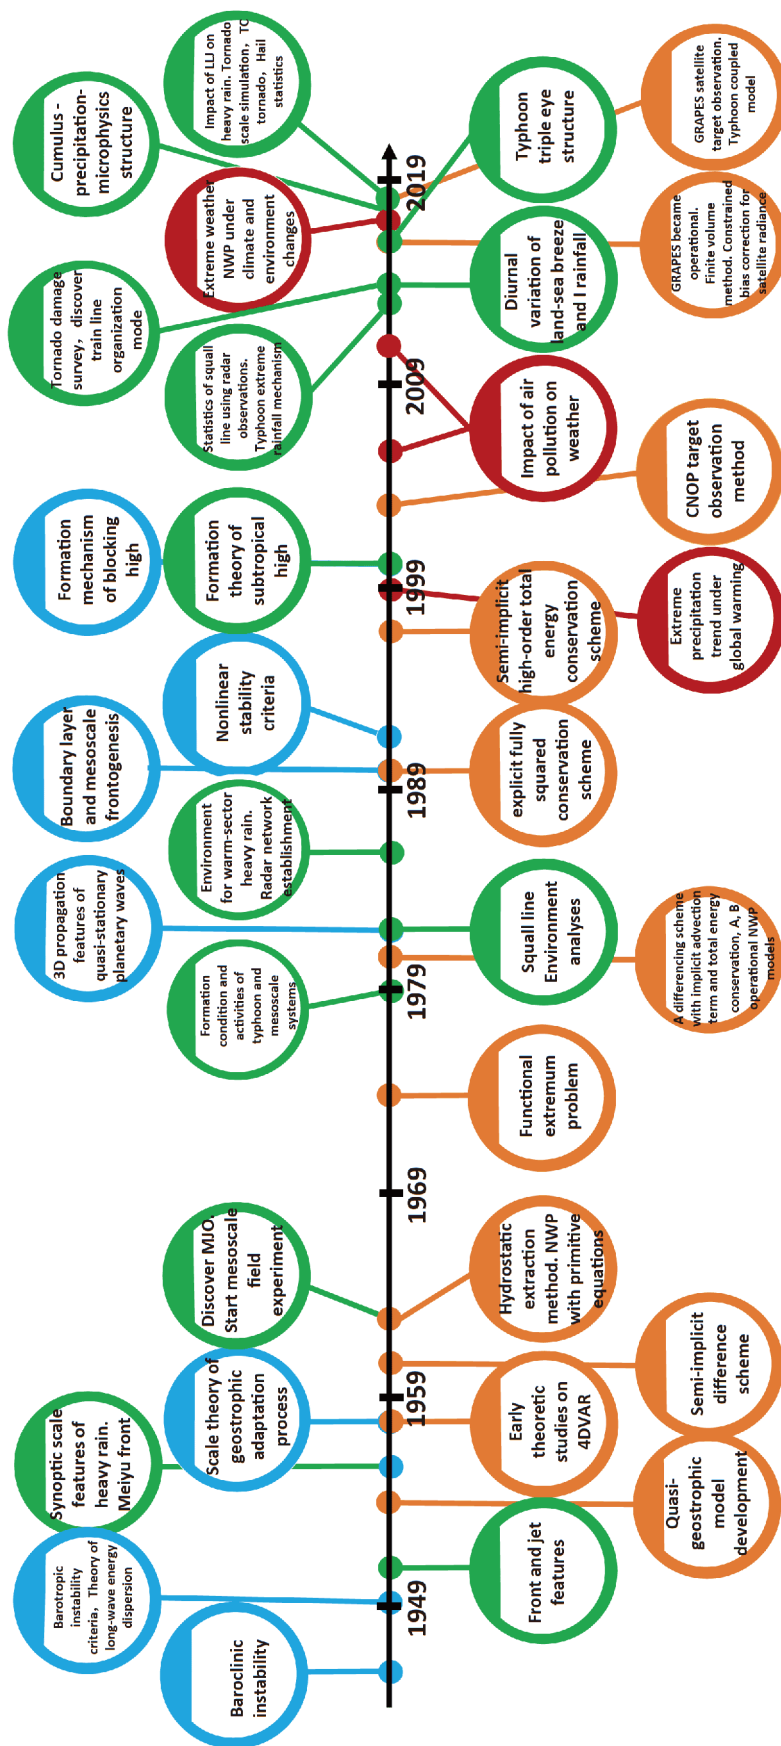 Barotropic
instability
criteria, Theory of
long-wave energy
dispersion
Synoptic scale
features of
heavy rain.
Meiyu front
3D propagation
features of
quasi-stationary
planetary waves
Boundary layer
and mesoscale
frontogenesis
Formation
mechanism
of blocking
high
Tornado damage
survey, discover
train line
organization
mode
Cumulus -
precipitation-
microphysics
structure
Baroclinic
instability
Scale theory of
geostrophic
adaptation
process
Discover MJO.
Start mesoscale
field
experiment
Formation
condition and
activities of
typhoon and
mesoscale
systems
Environment
for warm-sector
heavy rain.
Radar network
establishment
Nonlinear
stability
criteria
Formation
theory of
subtropical
high
Statistics of squall
line using radar
observations.
Typhoon extreme
rainfall mechanism
Extreme weather
NWP under
climate and
environment
changes
Impact of LLJ on
heavy rain. Tornado
scale simulation, TC
tornado, Hail
statistics
1949
1959
1969
1979
1989
1999
2009
2019
Front and jet
features
Early
theoretic
studies on
4DVAR
Hydrostatic
extraction
method. NWP
with primitive
equations
Functional
extremum
problem
Squall line
Environment
analyses
explicit fully
squared
conservation
scheme
Semi-implicit
high-order total
energy
conservation
scheme
Impact of air
pollution on
weather
Diurnal
variation of
land-sea breeze
and I rainfall
Typhoon
triple eye
structure
Quasi-
geostrophic
model
development
Semi-implicit
difference
scheme
A differencing scheme
with implicit advection
term and total energy
conservation, A, B
operational NWP
models
Extreme
precipitation
trend under
global warming
CNOP target
observation
method
GRAPES became
operational.
Finite volume
method. Constrained
bias correction for
satellite radiance
GRAPES satellite
target observation.
Typhoon coupled
model